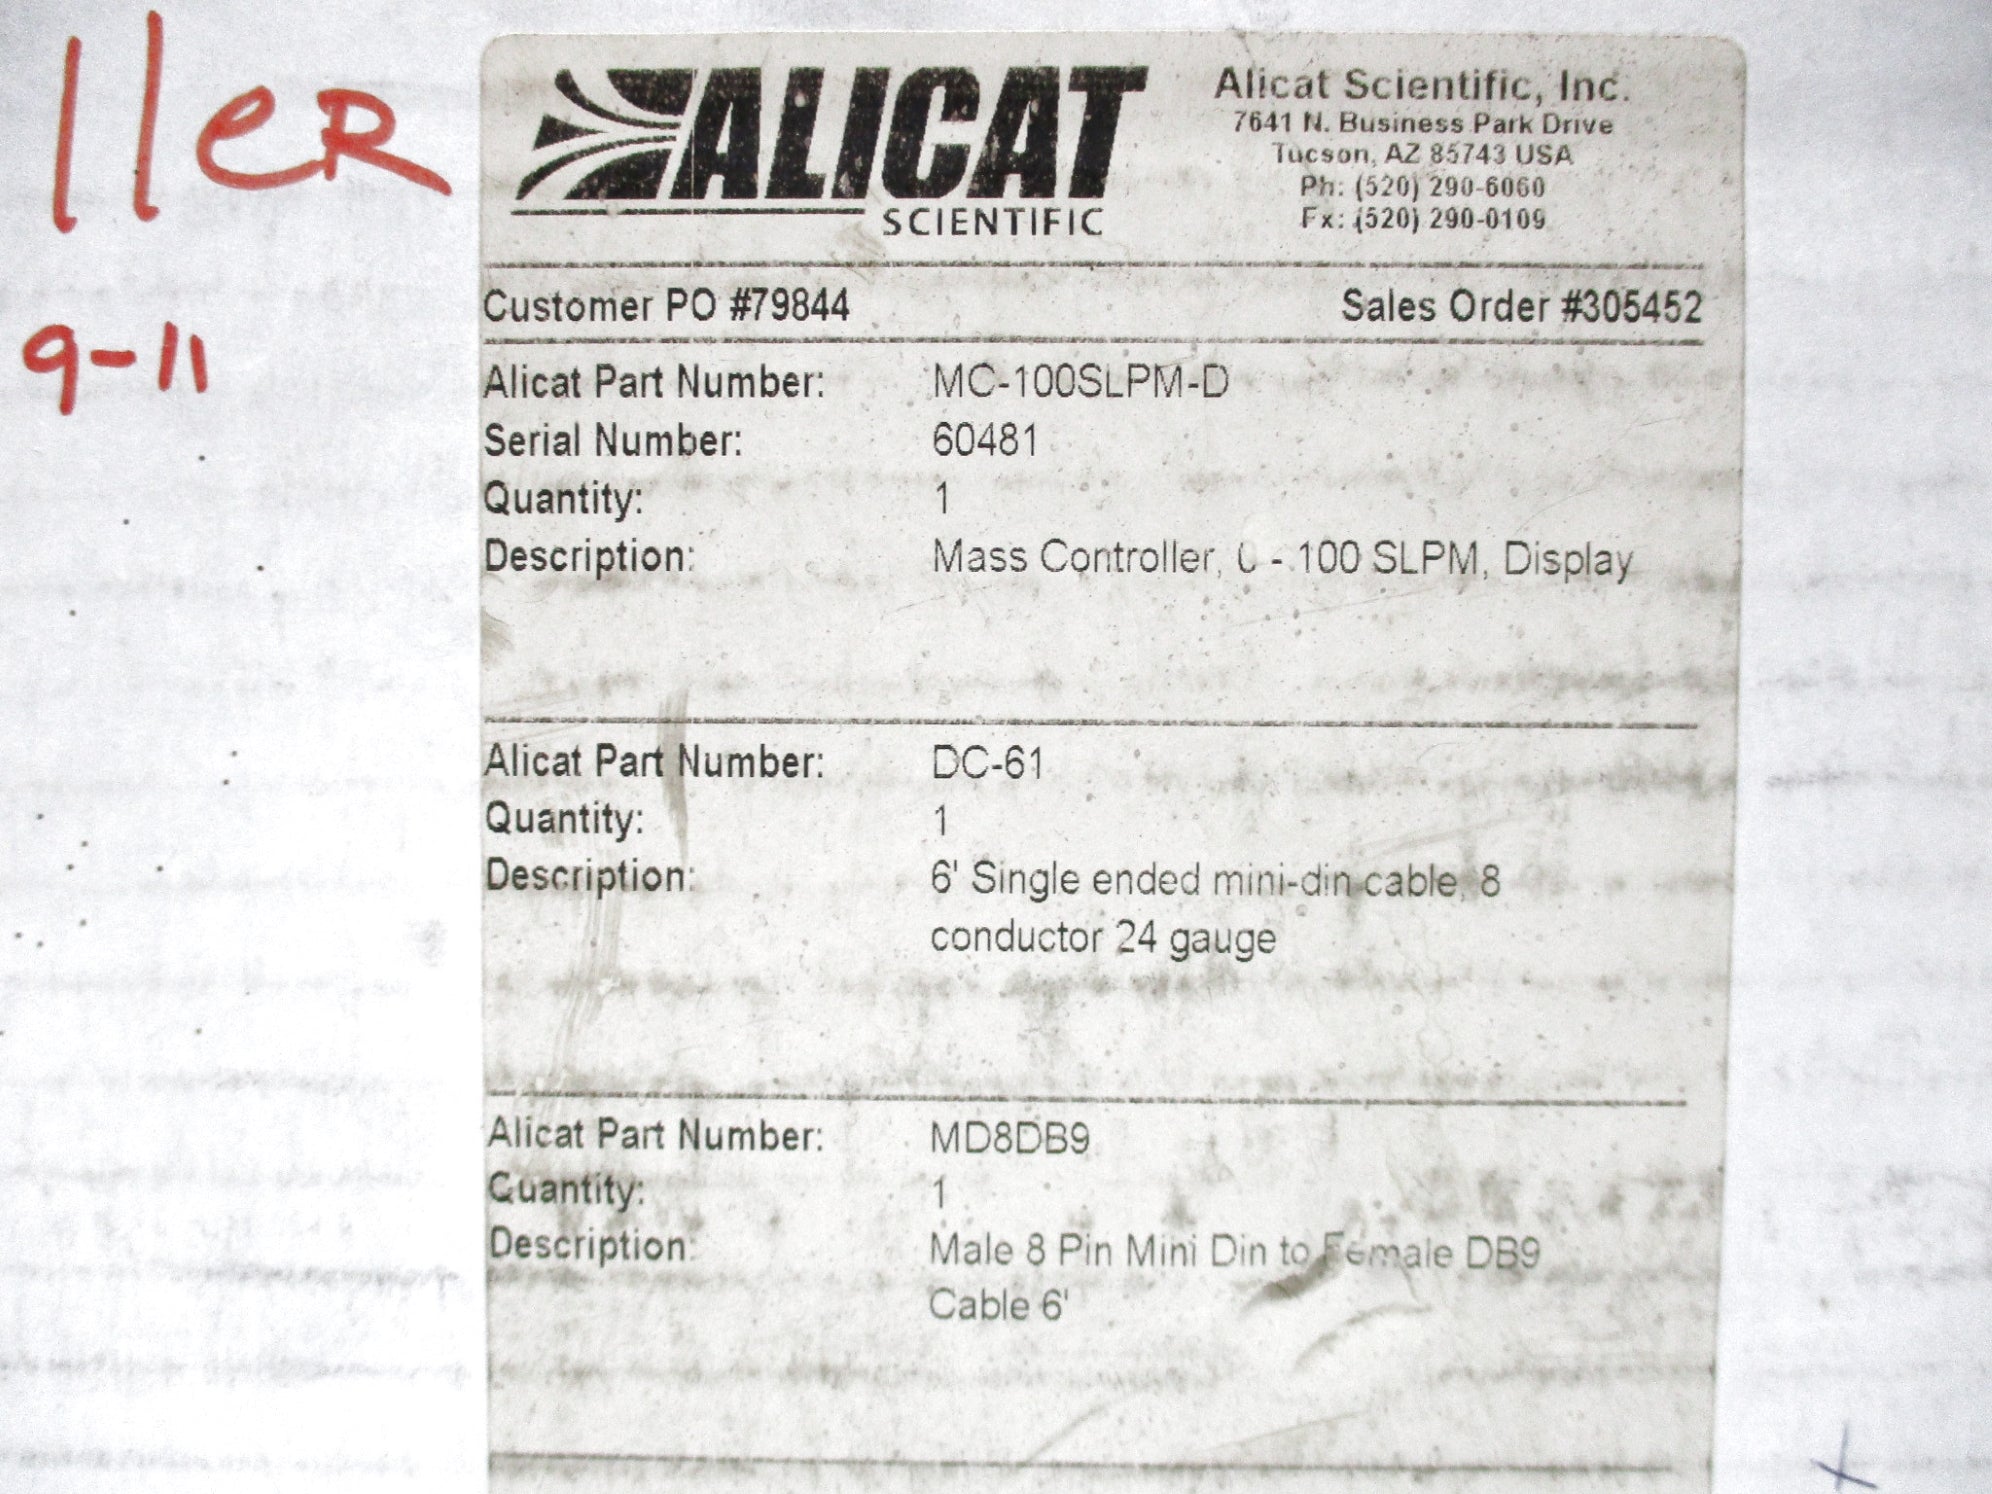 11eR
9-11
ALICAT
SCIENTIFIC
Alicat Scientific, Inc.
7641 N. Business Park Drive
Tucson, AZ 85743 USA
Ph: (520) 290-6060
Fx: (520) 290-0109
Customer PO #79844 Sales Order #305452
Alicat Part Number: MC-100SLPM-D
Serial Number: 60481
Quantity: 1
Description: Mass Controller, 0 - 100 SLPM, Display
Alicat Part Number: DC-61
Quantity: 1
Description: 6' Single ended mini-din cable, 8
conductor 24 gauge
Alicat Part Number: MD8DB9
Quantity: 1
Description: Male 8 Pin Mini Din to Female DB9
Cable 6'